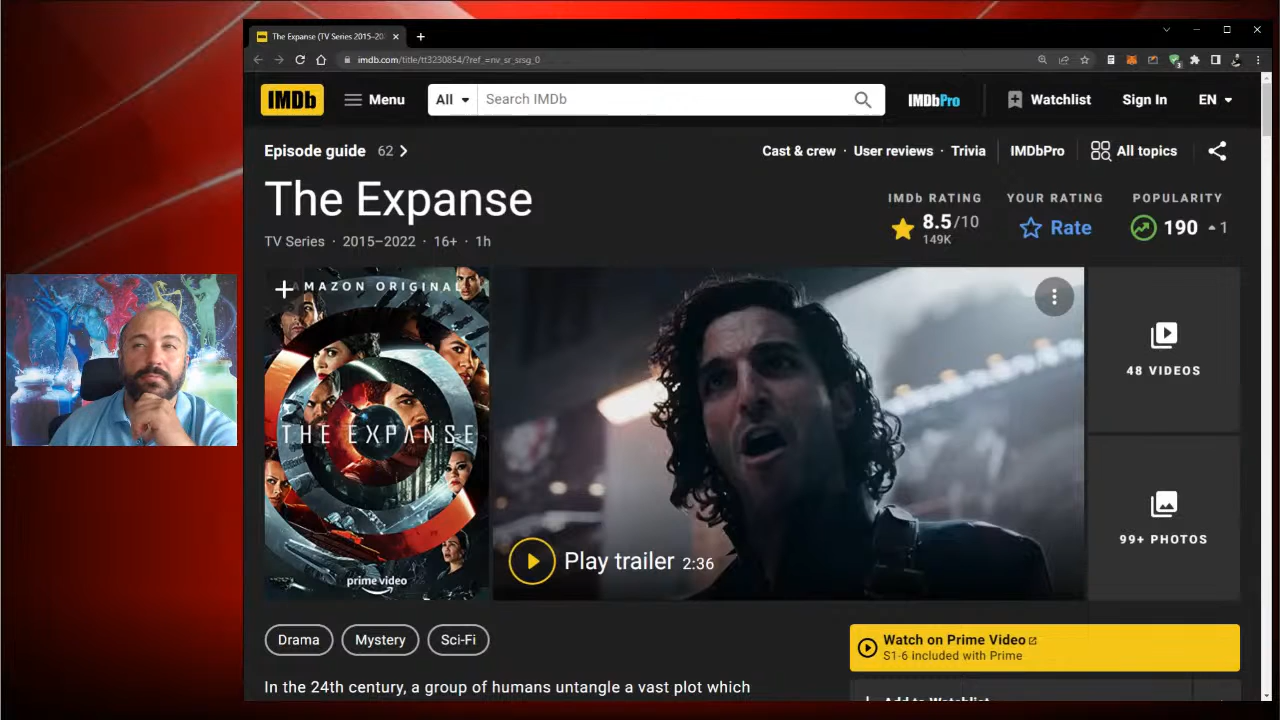 The Expanse (TV Series 2015–20
imdb.com/title/tt3230854/?ref_=nv_sr_srsg_0
3
IMDb
Menu
All
Search IMDb
IMDbPro
Watchlist
Sign In
EN
Episode guide 62
Cast & crew · User reviews · Trivia
IMDbPro
All topics
The Expanse
TV Series · 2015–2022 · 16+ · 1h
IMDb RATING
8.5/10
149K
YOUR RATING
Rate
POPULARITY
190 1
AMAZON ORIGINAL
THE EXPANSE
prime video
Play trailer 2:36
48 VIDEOS
99+ PHOTOS
Drama
Mystery
Sci-Fi
Watch on Prime Video
S1-6 included with Prime
In the 24th century, a group of humans untangle a vast plot which
Add to Watchlist